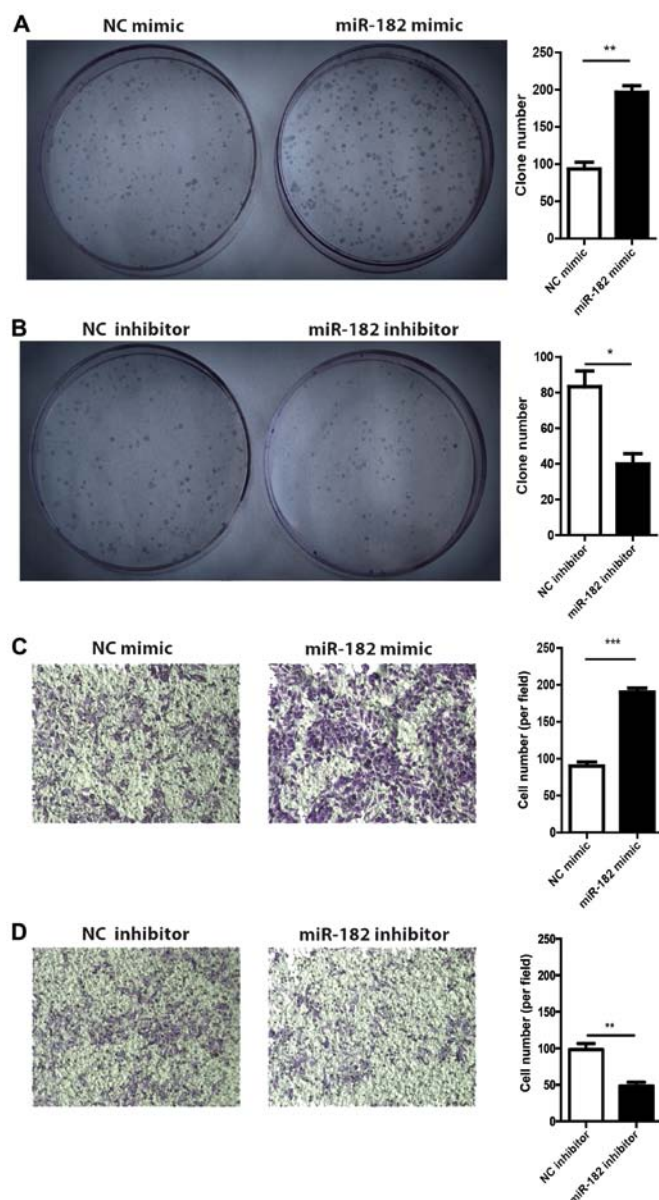 A
NC mimic
miR-182 mimic
Clone number
250
200
150
100
50
0
**
NC mimic
miR-182 mimic
B
NC inhibitor
miR-182 inhibitor
Clone number
100
80
60
40
20
0
*
NC inhibitor
miR-182 inhibitor
C
NC mimic
miR-182 mimic
Cell number (per field)
250
200
150
100
50
0
***
NC mimic
miR-182 mimic
D
NC inhibitor
miR-182 inhibitor
Cell number (per field)
250
200
150
100
50
0
**
NC inhibitor
miR-182 inhibitor